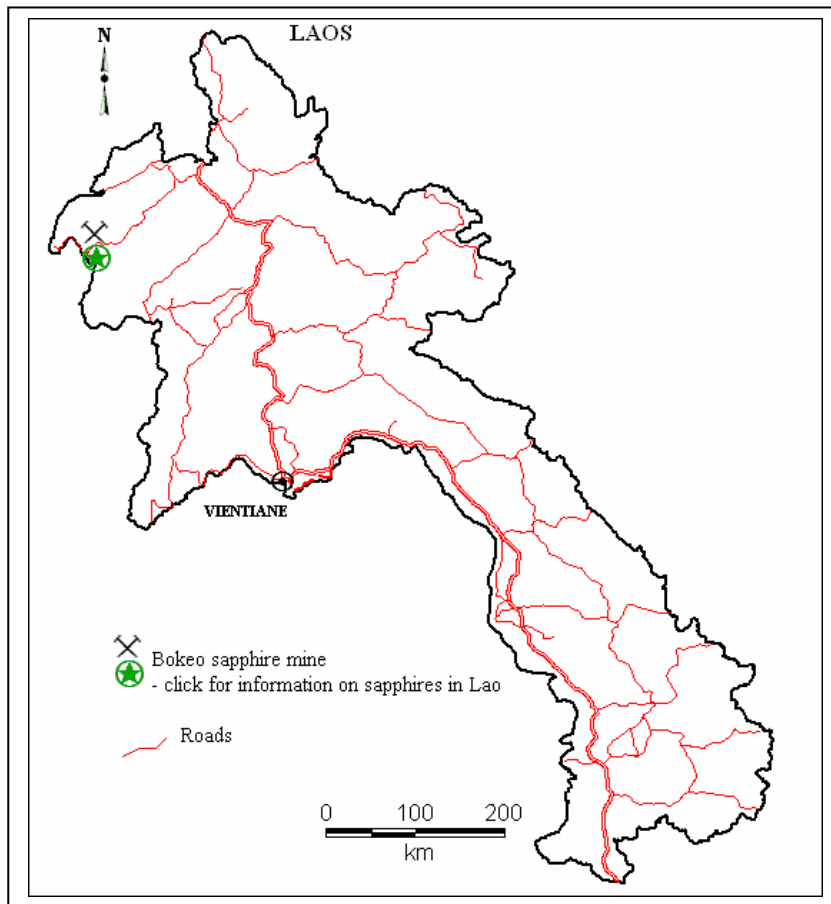 LAOS
N
VIENTIANE
Bokeo sapphire mine
- click for information on sapphires in Lao
Roads
0 100 200
km